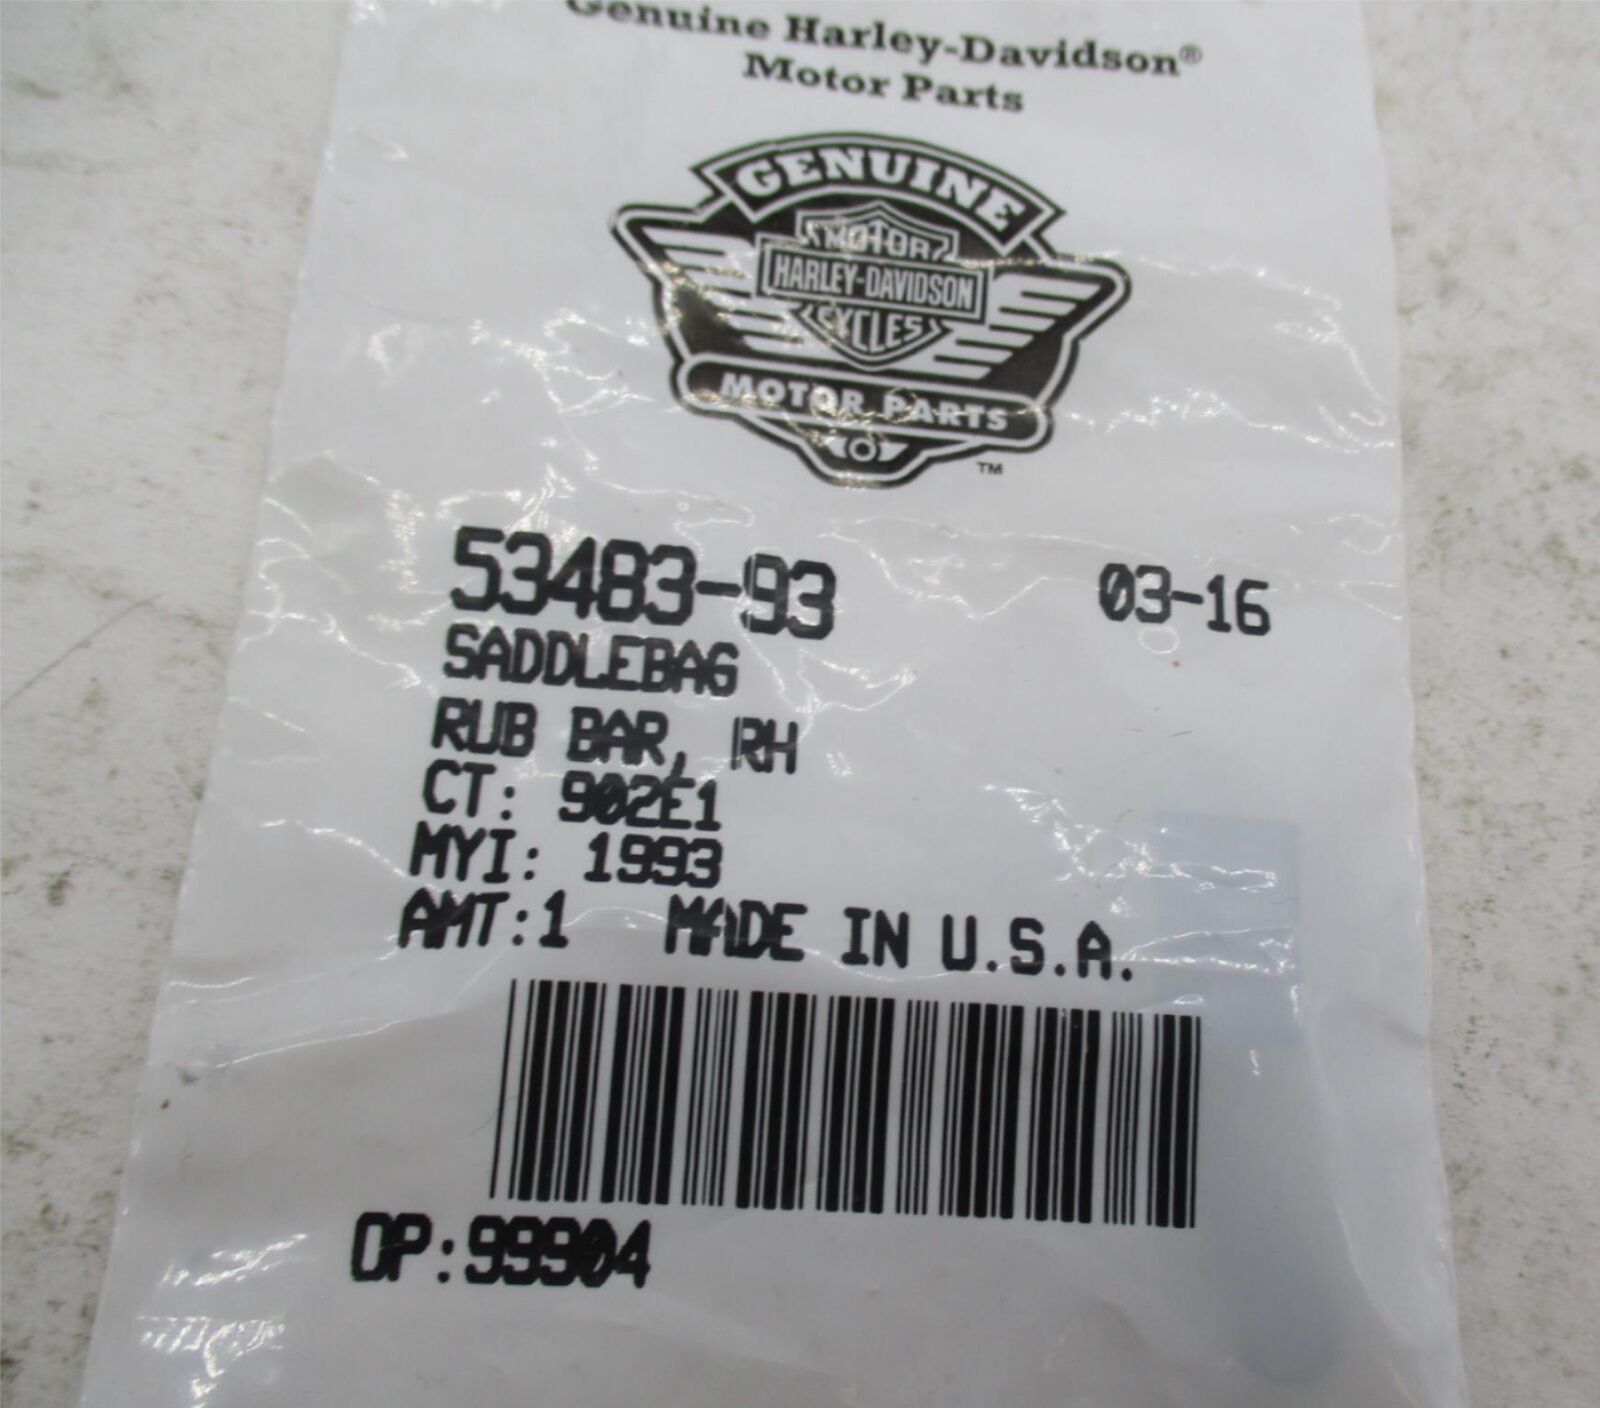 Genuine Harley-Davidson®
Motor Parts
GENUINE
MOTOR
HARLEY-DAVIDSON
CYCLES
MOTOR PARTS
TM
53483-93 03-16
SADDLEBAG
RUB BAR, RH
CT: 902E1
MYI: 1993
AMT:1 MADE IN U.S.A.
OP:99904